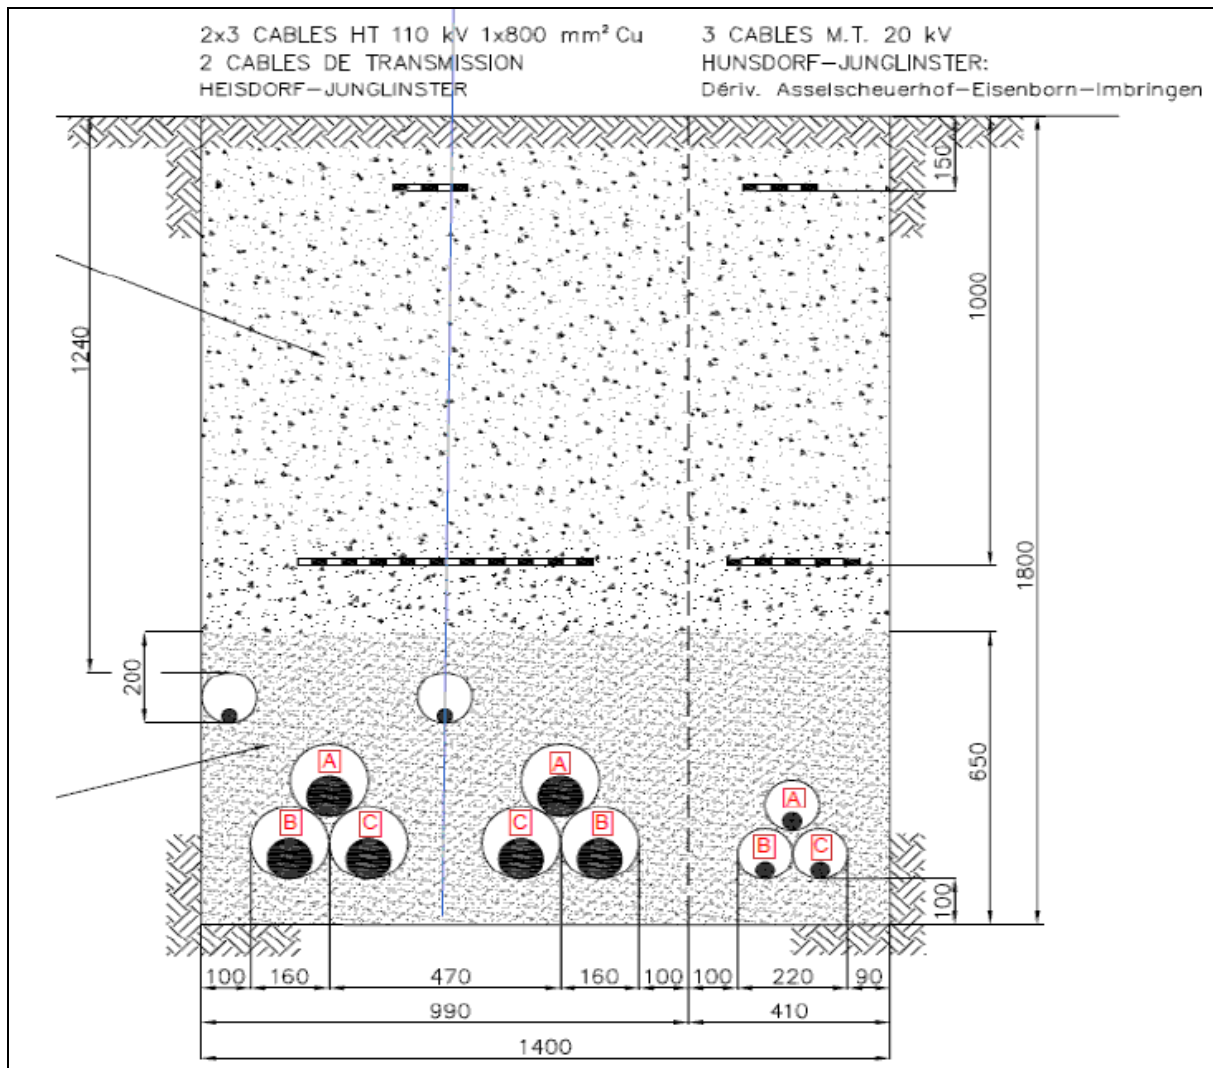 2x3 CABLES HT 110 kV 1x800 mm² Cu
2 CABLES DE TRANSMISSION
HEISDORF-JUNGLINSTER
3 CABLES M.T. 20 kV
HUNSDORF-JUNGLINSTER:
Dériv. Asselscheuerhof-Eisenborn-Imbringen
150
1000
1240
1800
200
650
A
A
A
B
C
C
B
B
C
100
100
160
470
160
100
100
220
90
990
410
1400